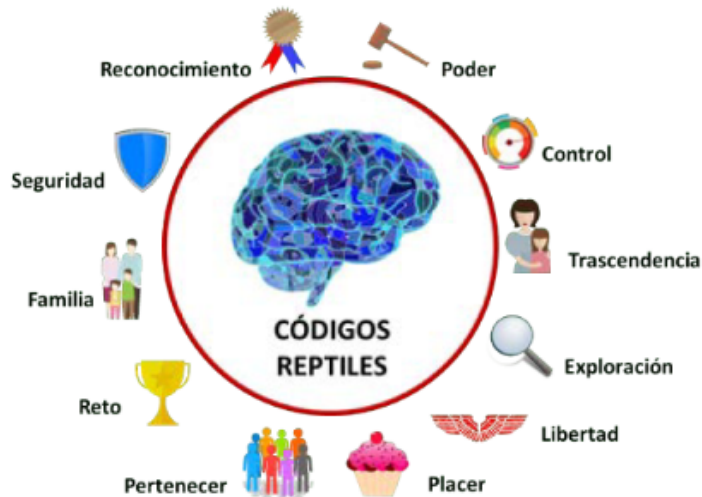 Reconocimiento
Poder
Seguridad
Control
Familia
Trascendencia
CÓDIGOS
REPTILES
Exploración
Reto
Libertad
Pertenecer
Placer